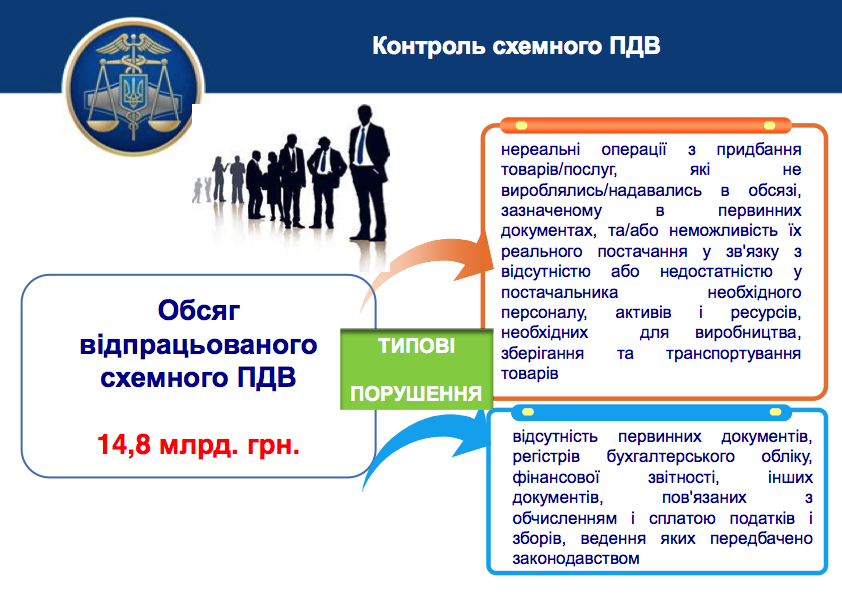 Контроль схемного ПДВ
Обсяг
відпрацьованого
схемного ПДВ
14,8 млрд. грн.
ТИПОВІ
ПОРУШЕННЯ
нереальні операції з придбання
товарів/послуг, які не
вироблялись/надавались в обсязі,
зазначеному в первинних
документах, та/або неможливість їх
реального постачання у зв'язку з
відсутністю або недостатністю у
постачальника необхідного
персоналу, активів і ресурсів,
необхідних для виробництва,
зберігання та транспортування
товарів
відсутність первинних документів,
регістрів бухгалтерського обліку,
фінансової звітності, інших
документів, пов'язаних з
обчисленням і сплатою податків і
зборів, ведення яких передбачено
законодавством